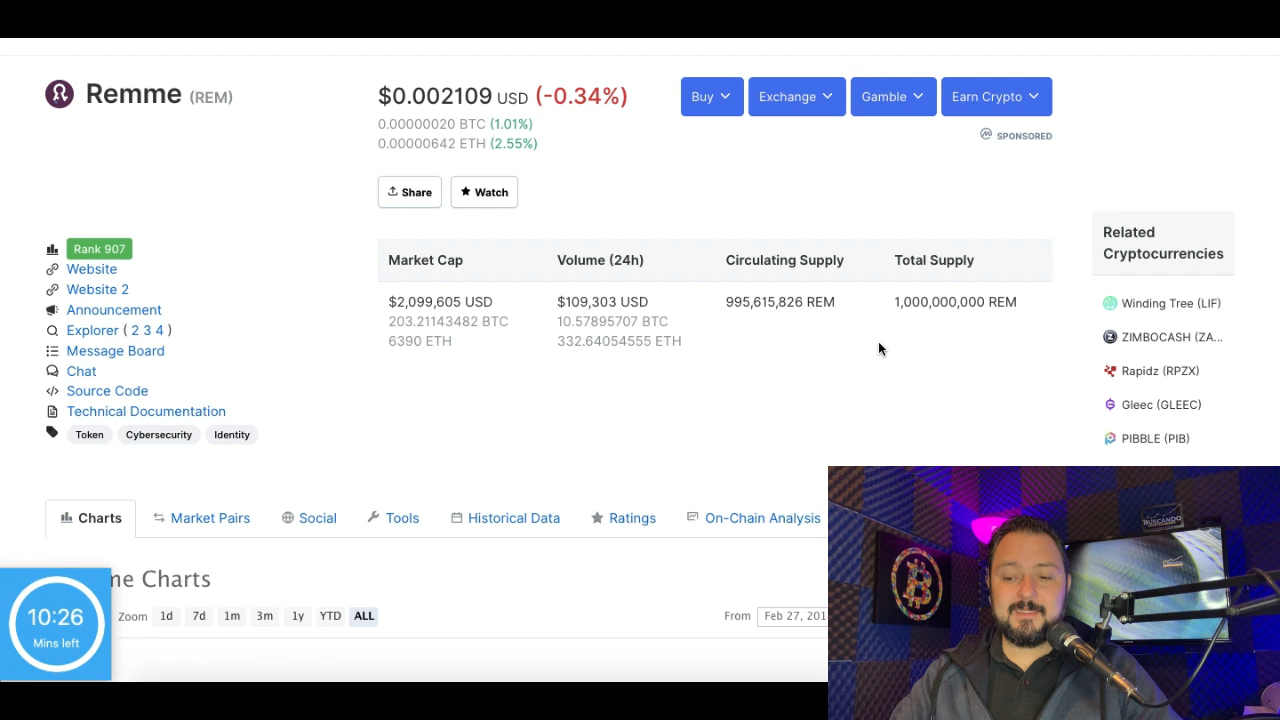 Remme (REM)
$0.002109 USD (-0.34%)
0.00000020 BTC (1.01%)
0.00000642 ETH (2.55%)
Buy
Exchange
Gamble
Earn Crypto
SPONSORED
Share
Watch
Rank 907
Website
Website 2
Announcement
Explorer ( 2 3 4 )
Message Board
Chat
Source Code
Technical Documentation
Token Cybersecurity Identity
Market Cap Volume (24h) Circulating Supply Total Supply
$2,099,605 USD $109,303 USD 995,615,826 REM 1,000,000,000 REM
203.21143482 BTC 10.57895707 BTC
6390 ETH 332.64054555 ETH
Related
Cryptocurrencies
Winding Tree (LIF)
ZIMBOCASH (ZA...
Rapidz (RPZX)
Gleec (GLEEC)
PIBBLE (PIB)
Charts Market Pairs Social Tools Historical Data Ratings On-Chain Analysis
me Charts
Zoom 1d 7d 1m 3m 1y YTD ALL
From Feb 27, 201
10:26
Mins left
BUSCANDO